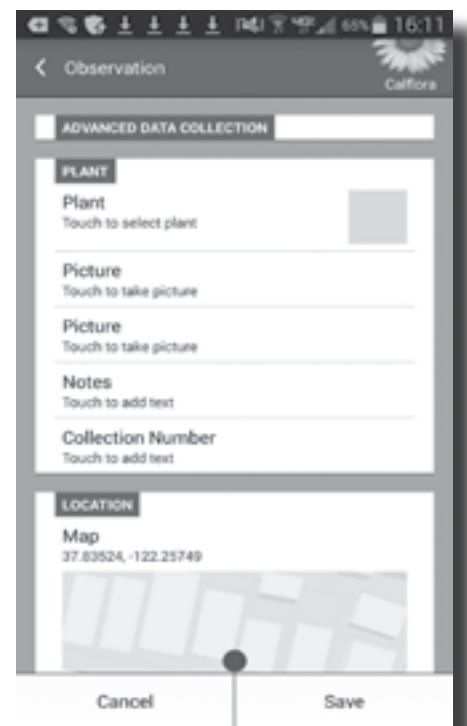 65% 16:11
Observation
Calflora
ADVANCED DATA COLLECTION
PLANT
Plant
Touch to select plant
Picture
Touch to take picture
Picture
Touch to take picture
Notes
Touch to add text
Collection Number
Touch to add text
LOCATION
Map
37.83524, -122.25749
Cancel Save